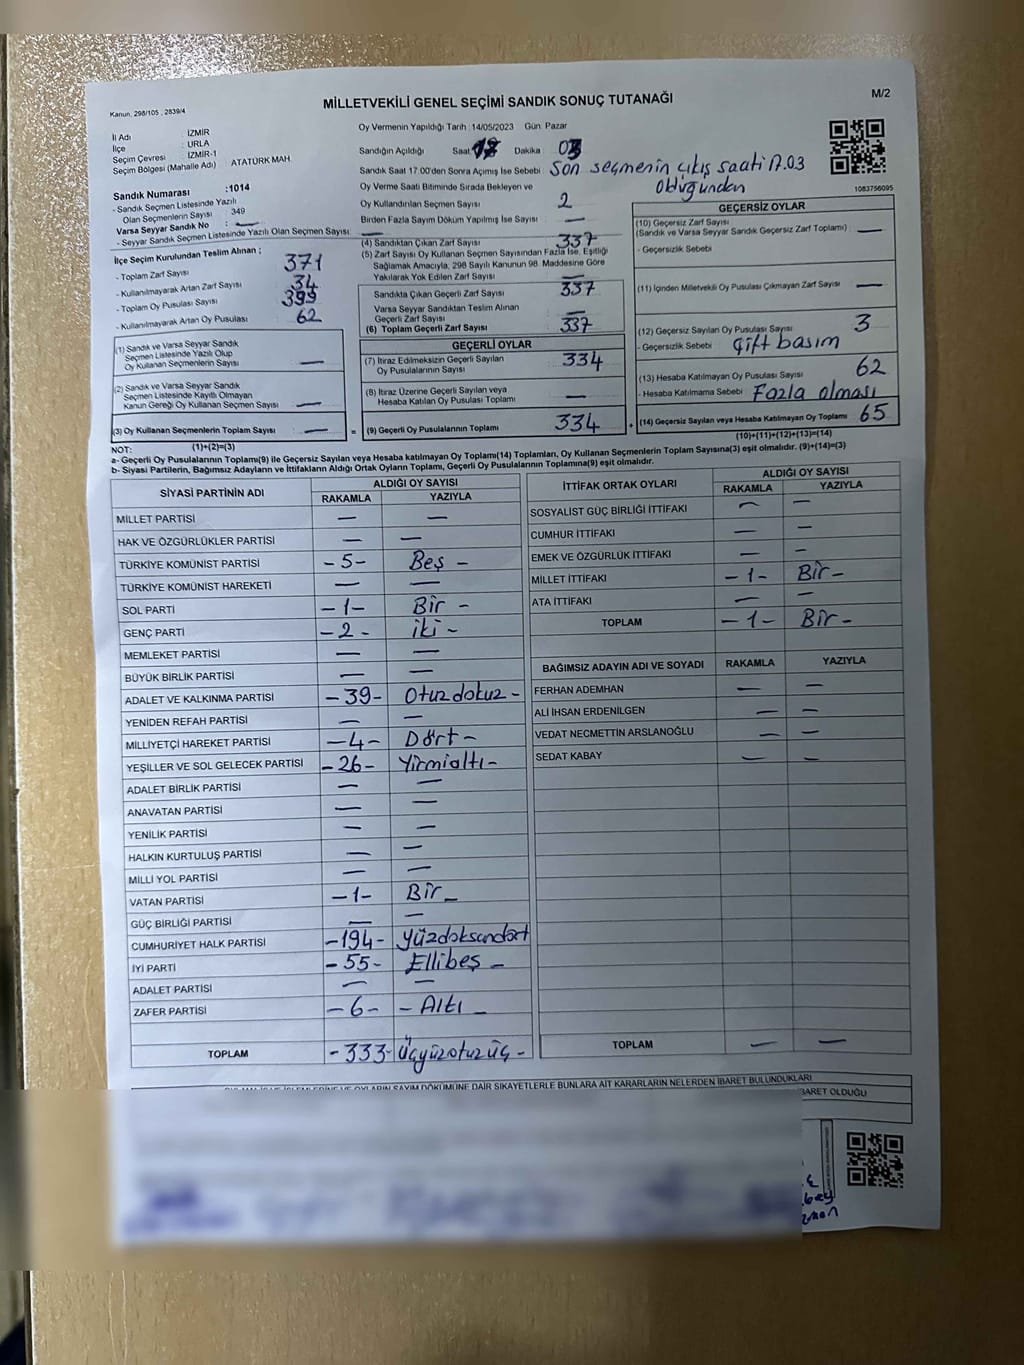 MİLLETVEKİLİ GENEL SEÇİMİ SANDIK SONUÇ TUTANAĞI
M/2
Kanun, 298/105 , 2839/4
İl Adı İZMİR
İlçe : URLA
Seçim Çevresi : İZMİR-1
Seçim Bölgesi (Mahalle Adı) : ATATÜRK MAH.
Sandık Numarası :1014
- Sandık Seçmen Listesinde Yazılı
Olan Seçmenlerin Sayısı : 349
Varsa Seyyar Sandık No : —
- Seyyar Sandık Seçmen Listesinde Yazılı Olan Seçmen Sayısı: —
İlçe Seçim Kurulundan Teslim Alınan ;
- Toplam Zarf Sayısı 371
- Kullanılmayarak Artan Zarf Sayısı 34
- Toplam Oy Pusulası Sayısı 399
- Kullanılmayarak Artan Oy Pusulası 62
(1) Sandık ve Varsa Seyyar Sandık
Seçmen Listesinde Yazılı Olup
Oy Kullanan Seçmenlerin Sayısı —
(2) Sandık ve Varsa Seyyar Sandık
Seçmen Listesinde Kayıtlı Olmayan
Kanun Gereği Oy Kullanan Seçmen Sayısı —
(3) Oy Kullanan Seçmenlerin Toplam Sayısı —
Oy Vermenin Yapıldığı Tarih :14/05/2023 Gün: Pazar
Sandığın Açıldığı Saat Dakika : 03
Sandık Saat 17.00'den Sonra Açımış İse Sebebi : Son seçmenin çıkış saati 17.03
olduğundan
Oy Verme Saati Bitiminde Sırada Bekleyen ve
Oy Kullandırılan Seçmen Sayısı 2
Birden Fazla Sayım Döküm Yapılmış İse Sayısı —
(4) Sandıktan Çıkan Zarf Sayısı 337
(5) Zarf Sayısı Oy Kullanan Seçmen Sayısından Fazla İse, Eşitliği
Sağlamak Amacıyla, 298 Sayılı Kanunun 98. Maddesine Göre
Yakılarak Yok Edilen Zarf Sayısı —
Sandıkta Çıkan Geçerli Zarf Sayısı 337
Varsa Seyyar Sandıktan Teslim Alınan
Geçerli Zarf Sayısı —
(6) Toplam Geçerli Zarf Sayısı 337
GEÇERLİ OYLAR
(7) İtiraz Edilmeksizin Geçerli Sayılan
Oy Pusulalarının Sayısı 334
(8) İtiraz Üzerine Geçerli Sayılan veya
Hesaba Katılan Oy Pusulası Toplamı —
= (9) Geçerli Oy Pusulalarının Toplamı 334 +
1083756095
GEÇERSİZ OYLAR
(10) Geçersiz Zarf Sayısı
(Sandık ve Varsa Seyyar Sandık Geçersiz Zarf Toplamı) —
- Geçersizlik Sebebi
(11) İçinden Milletvekili Oy Pusulası Çıkmayan Zarf Sayısı —
(12) Geçersiz Sayılan Oy Pusulası Sayısı 3
- Geçersizlik Sebebi Çift basım
(13) Hesaba Katılmayan Oy Pusulası Sayısı 62
- Hesaba Katılmama Sebebi Fazla olması
(14) Geçersiz Sayılan veya Hesaba Katılmayan Oy Toplamı 65
NOT: (1)+(2)=(3) (10)+(11)+(12)+(13)=(14)
a- Geçerli Oy Pusulalarının Toplamı(9) ile Geçersiz Sayılan veya Hesaba katılmayan Oy Toplamı(14) Toplamları, Oy Kullanan Seçmenlerin Toplam Sayısına(3) eşit olmalıdır. (9)+(14)=(3)
b- Siyasi Partilerin, Bağımsız Adayların ve İttifakların Aldığı Ortak Oyların Toplamı, Geçerli Oy Pusulalarının Toplamına(9) eşit olmalıdır.
SİYASİ PARTİNİN ADI ALDIĞI OY SAYISI
RAKAMLA YAZIYLA
MİLLET PARTİSİ — —
HAK VE ÖZGÜRLÜKLER PARTİSİ — —
TÜRKİYE KOMÜNİST PARTİSİ -5- Beş -
TÜRKİYE KOMÜNİST HAREKETİ — —
SOL PARTİ -1- Bir -
GENÇ PARTİ -2- iki -
MEMLEKET PARTİSİ — —
BÜYÜK BİRLİK PARTİSİ — —
ADALET VE KALKINMA PARTİSİ -39- Otuzdokuz -
YENİDEN REFAH PARTİSİ — —
MİLLİYETÇİ HAREKET PARTİSİ -4- Dört -
YEŞİLLER VE SOL GELECEK PARTİSİ -26- Yirmialtı -
ADALET BİRLİK PARTİSİ — —
ANAVATAN PARTİSİ — —
YENİLİK PARTİSİ — —
HALKIN KURTULUŞ PARTİSİ — —
MİLLİ YOL PARTİSİ — —
VATAN PARTİSİ -1- Bir -
GÜÇ BİRLİĞİ PARTİSİ — —
CUMHURİYET HALK PARTİSİ -194- Yüzdoksandört
İYİ PARTİ -55- Ellibeş -
ADALET PARTİSİ — —
ZAFER PARTİSİ -6- - Altı -
TOPLAM -333- Üçyüzotuzüç -
İTTİFAK ORTAK OYLARI ALDIĞI OY SAYISI
RAKAMLA YAZIYLA
SOSYALİST GÜÇ BİRLİĞİ İTTİFAKI — —
CUMHUR İTTİFAKI — —
EMEK VE ÖZGÜRLÜK İTTİFAKI — —
MİLLET İTTİFAKI -1- Bir -
ATA İTTİFAKI — —
TOPLAM -1- Bir -
BAĞIMSIZ ADAYIN ADI VE SOYADI RAKAMLA YAZIYLA
FERHAN ADEMHAN — —
ALİ İHSAN ERDENİLGEN — —
VEDAT NECMETTİN ARSLANOĞLU — —
SEDAT KABAY — —
TOPLAM — —
OYLARIN SAYIM DÖKÜMÜNE DAİR ŞİKAYETLERLE BUNLARA AİT KARARLARIN NELERDEN İBARET BULUNDUKLARI
BARET OLDUĞU